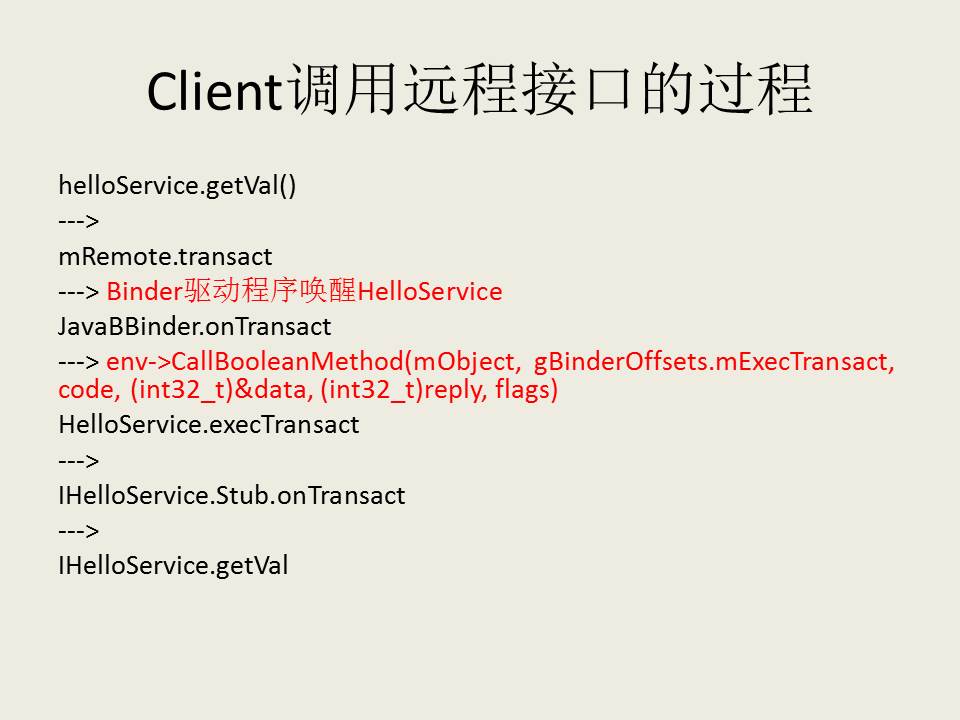 Client调用远程接口的过程
helloService.getVal()
--->
mRemote.transact
---> Binder驱动程序唤醒HelloService
JavaBBinder.onTransact
---> env->CallBooleanMethod(mObject, gBinderOffsets.mExecTransact,
code, (int32_t)&data, (int32_t)reply, flags)
HelloService.execTransact
--->
IHelloService.Stub.onTransact
--->
IHelloService.getVal